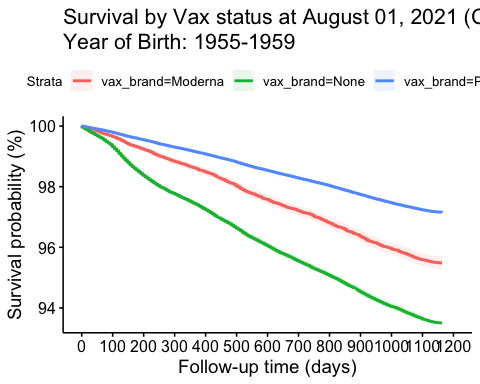 Survival by Vax status at August 01, 2021 (C
Year of Birth: 1955-1959
Strata vax_brand=Moderna vax_brand=None vax_brand=P
Survival probability (%)
100
98
96
94
0 100 200 300 400 500 600 700 800 900 1000 1100 1200
Follow-up time (days)